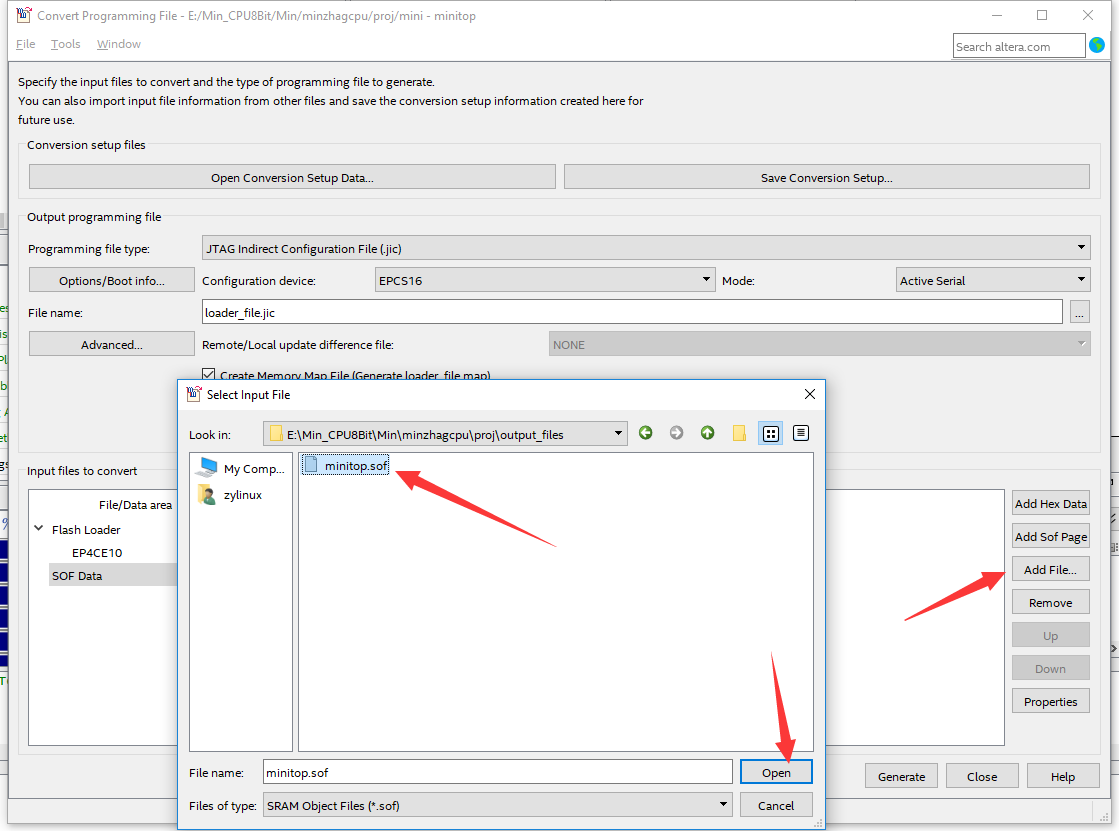 Convert Programming File - E:/Min_CPU8Bit/Min/minzhagcpu/proj/mini - minitop
File Tools Window
Search altera.com
Specify the input files to convert and the type of programming file to generate.
You can also import input file information from other files and save the conversion setup information created here for
future use.
Conversion setup files
Open Conversion Setup Data...
Save Conversion Setup...
Output programming file
Programming file type:
JTAG Indirect Configuration File (.jic)
Options/Boot info...
Configuration device:
EPCS16
Mode:
Active Serial
File name:
loader_file.jic
...
Advanced...
Remote/Local update difference file:
NONE
Create Memory Map File (Generate loader_file.map)
Select Input File
Look in:
E:\Min_CPU8Bit\Min\minzhagcpu\proj\output_files
My Comp...
zylinux
minitop.sof
Input files to convert
File/Data area
Flash Loader
EP4CE10
SOF Data
Add Hex Data
Add Sof Page
Add File...
Remove
Up
Down
Properties
File name:
minitop.sof
Open
Files of type:
SRAM Object Files (*.sof)
Cancel
Generate
Close
Help